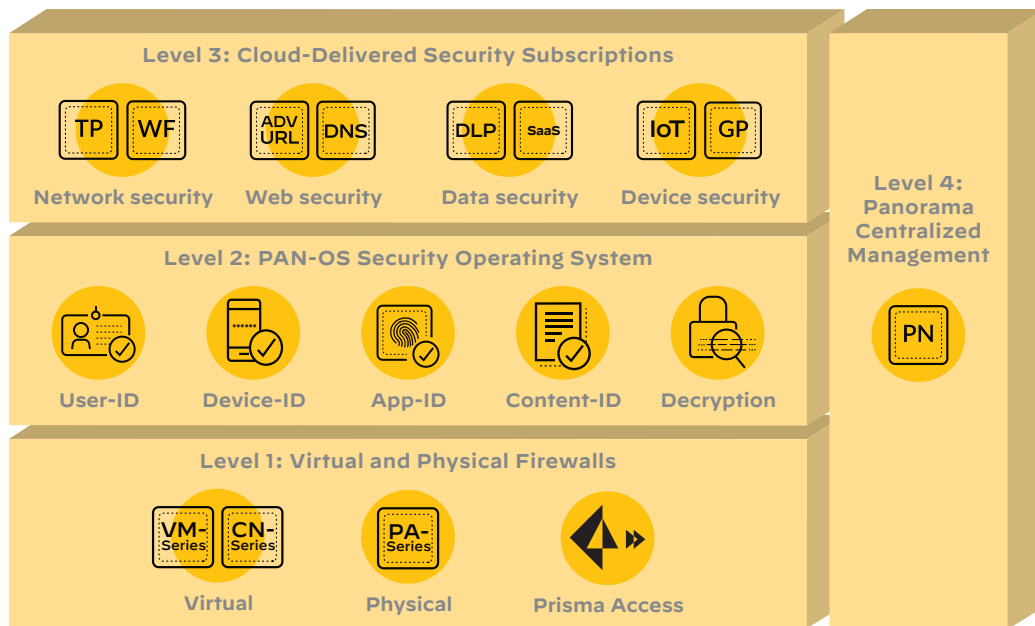 Level 3: Cloud-Delivered Security Subscriptions
TP WF ADV URL DNS DLP SaaS IoT GP
Network security Web security Data security Device security
Level 2: PAN-OS Security Operating System
User-ID Device-ID App-ID Content-ID Decryption
Level 1: Virtual and Physical Firewalls
VM-Series CN-Series PA-Series
Virtual Physical Prisma Access
Level 4:
Panorama
Centralized
Management
PN